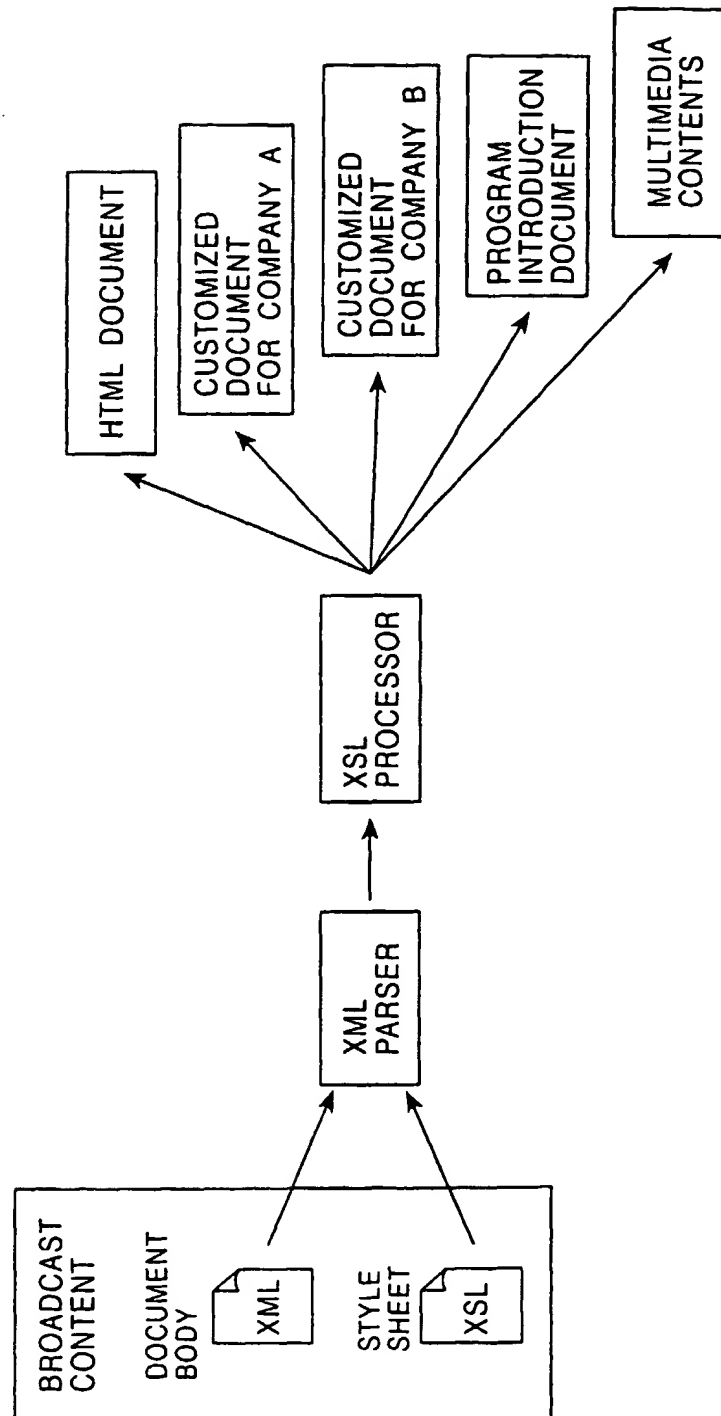 BROADCAST
CONTENT
DOCUMENT
BODY
XML
STYLE
SHEET
XSL
XML
PARSER
XSL
PROCESSOR
HTML DOCUMENT
CUSTOMIZED
DOCUMENT
FOR COMPANY A
CUSTOMIZED
DOCUMENT
FOR COMPANY B
PROGRAM
INTRODUCTION
DOCUMENT
MULTIMEDIA
CONTENTS